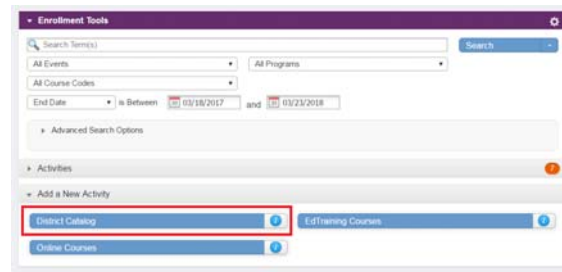 Enrollment Tools
Search Term(s)
Search
All Events
All Programs
All Course Codes
End Date is Between 03/18/2017 and 03/23/2018
Advanced Search Options
Activities
Add a New Activity
District Catalog
EdTraining Courses
Online Courses